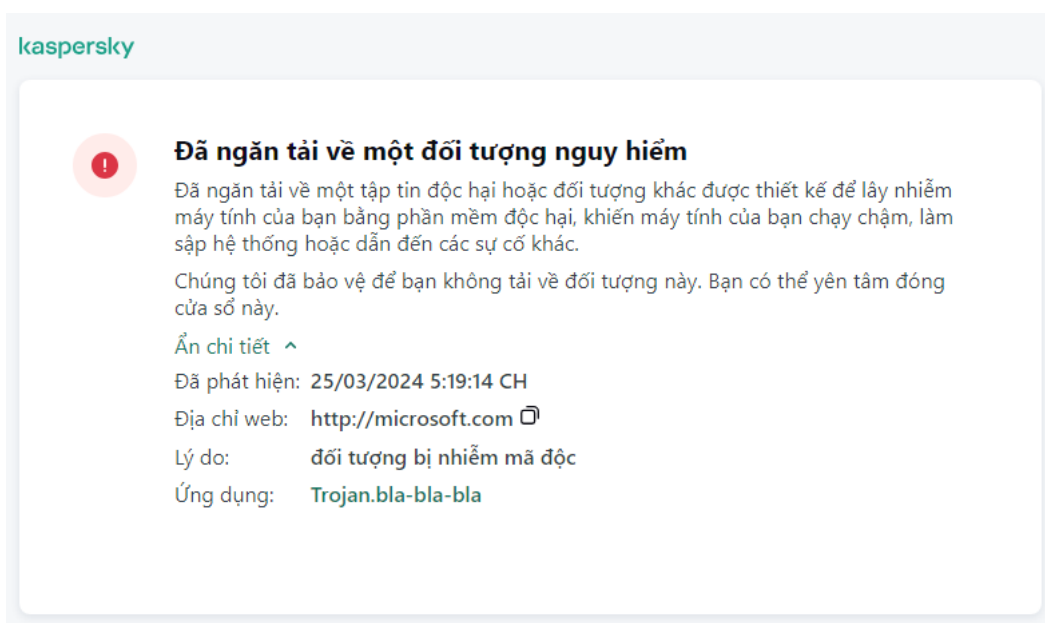 kaspersky
Đã ngăn tải về một đối tượng nguy hiểm
Đã ngăn tải về một tập tin độc hại hoặc đối tượng khác được thiết kế để lây nhiễm
máy tính của bạn bằng phần mềm độc hại, khiến máy tính của bạn chạy chậm, làm
sập hệ thống hoặc dẫn đến các sự cố khác.
Chúng tôi đã bảo vệ để bạn không tải về đối tượng này. Bạn có thể yên tâm đóng
cửa sổ này.
Ẩn chi tiết
Đã phát hiện: 25/03/2024 5:19:14 CH
Địa chỉ web: http://microsoft.com
Lý do: đối tượng bị nhiễm mã độc
Ứng dụng: Trojan.bla-bla-bla